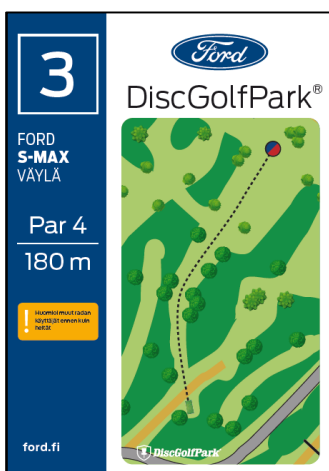 3
Ford
DiscGolfPark®
FORD
S-MAX
VÄYLÄ
Par 4
180 m
!
Huomioi muut radan
käyttäjät ennen kuin
heität
ford.fi
DiscGolfPark